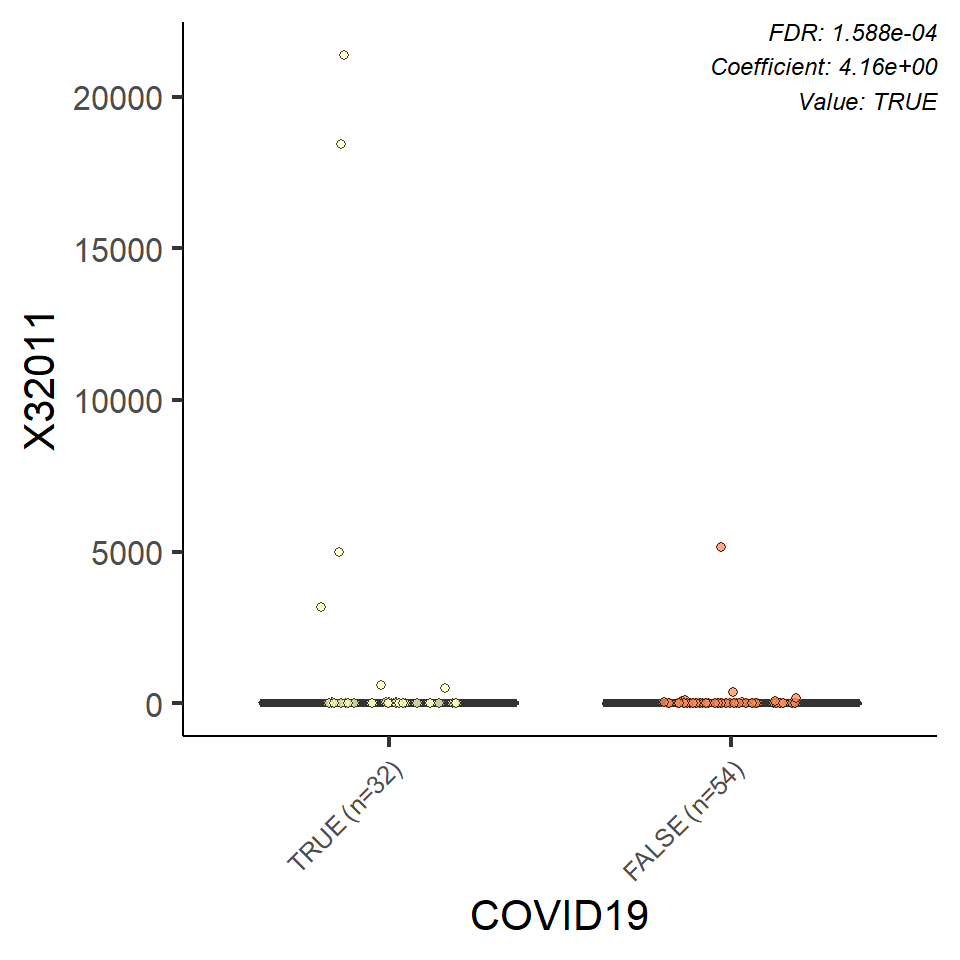 FDR: 1.588e-04
Coefficient: 4.16e+00
Value: TRUE
20000
15000
10000
5000
0
X32011
TRUE (n=32)
FALSE (n=54)
COVID19